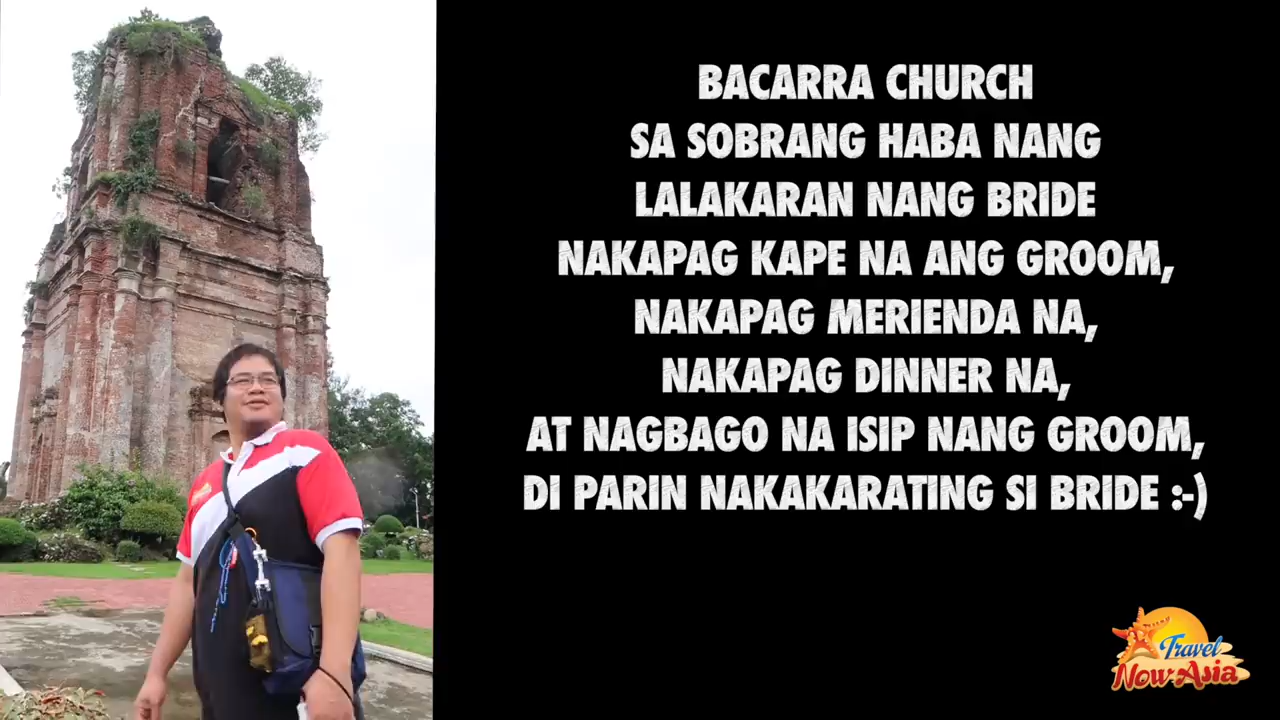 BACARRA CHURCH
SA SOBRANG HABA NANG
LALAKARAN NANG BRIDE
NAKAPAG KAPE NA ANG GROOM,
NAKAPAG MERIENDA NA,
NAKAPAG DINNER NA,
AT NAGBAGO NA ISIP NANG GROOM,
DI PARIN NAKAKARATING SI BRIDE :-)
Travel
Now Asia